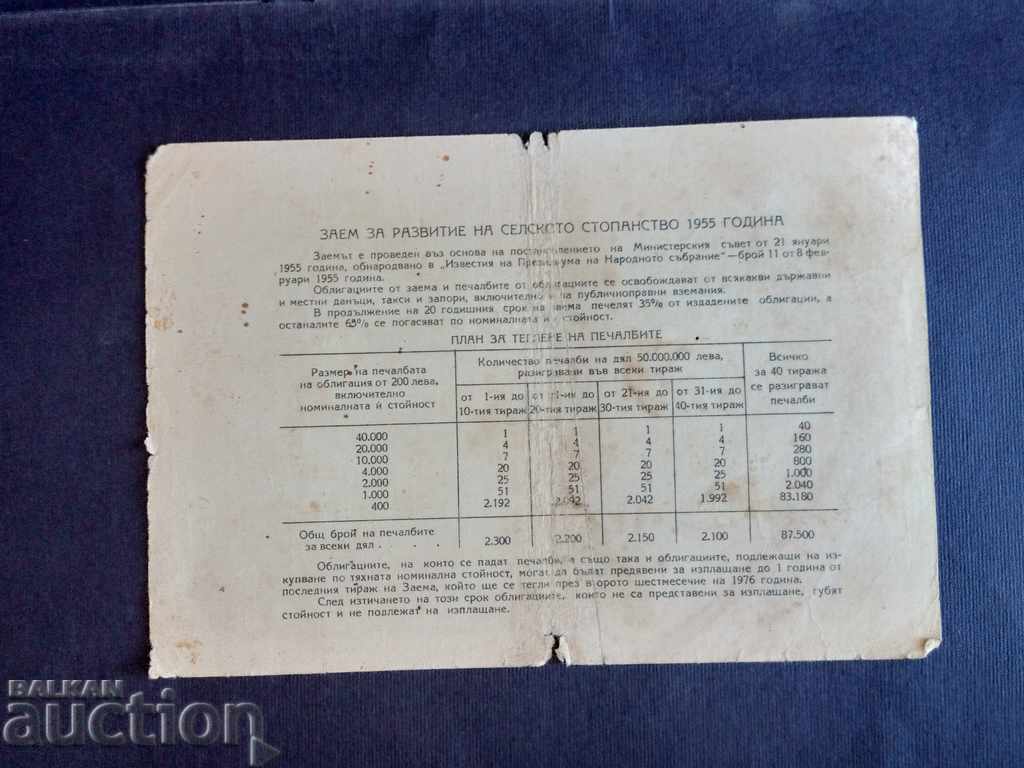 ЗАЕМ ЗА РАЗВИТИЕ НА СЕЛСКОТО СТОПАНСТВО 1955 ГОДИНА
Заемът е проведен въз основа на постановлението на Министерския съвет от 21 януари
1955 година, обнародвано в „Известия на Президиума на Народното събрание" — брой 11 от 8 фев-
руари 1955 година.
Облигациите от заема и печалбите от облигациите се освобождават от всякакви държавни
и местни данъци, такси и запори, включително и на публичноправни вземания.
В продължение на 20 годишния срок на заема печелят 35% от издадените облигации, а
останалите 65% се погасяват по номиналната и стойност.
ПЛАН ЗА ТЕГЛЕНЕ НА ПЕЧАЛБИТЕ
Размер на печалбата
на облигация от 200 лева,
включително
номиналната ѝ стойност
Количество печалби на дял 50.000.000 лева,
разигравани във всеки тираж
Всичко
за 40 тиража
се разиграват
печалби
от 1-ия до
10-тия тираж
от 11-ия до
20-тия тираж
от 21-ия до
30-тия тираж
от 31-ия до
40-тия тираж
40.000 1 1 1 1 40
20.000 4 4 4 4 160
10.000 7 7 7 7 280
4.000 20 20 20 20 800
2.000 25 25 25 25 1.000
1.000 51 51 51 51 2.040
400 2.192 2.092 2.042 1.992 83.180
Общ брой на печалбите
за всеки дял . . . . 2.300 2.200 2.150 2.100 87.500
Облигациите, на които се падат печалби, а също така и облигациите, подлежащи на из-
купване по тяхната номинална стойност, могат да бъдат предявени за изплащане до 1 година от
последния тираж на Заема, който ще се тегли през второто шестмесечие на 1976 година.
След изтичането на този срок облигациите, които не са представени за изплащане, губят
стойност и не подлежат на изплащане.
BALKAN
auction